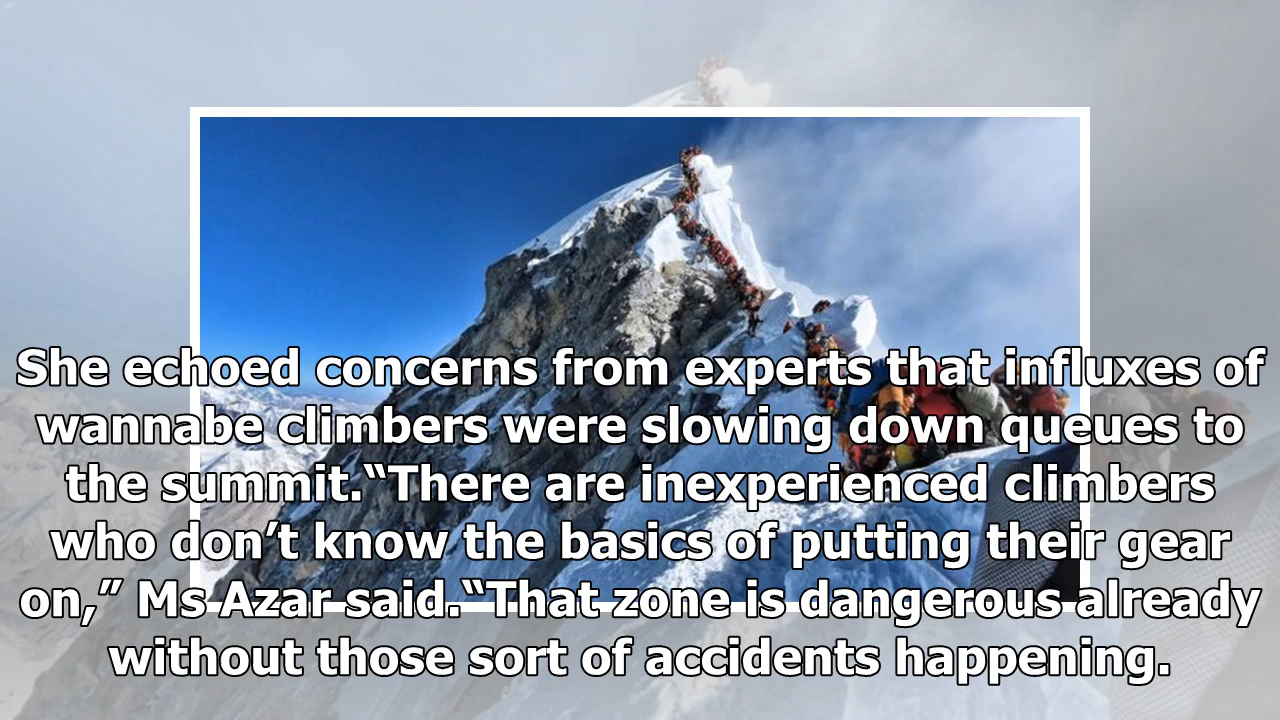 She echoed concerns from experts that influxes of
wannabe climbers were slowing down queues to
the summit.“There are inexperienced climbers
who don’t know the basics of putting their gear
on,” Ms Azar said.“That zone is dangerous already
without those sort of accidents happening.